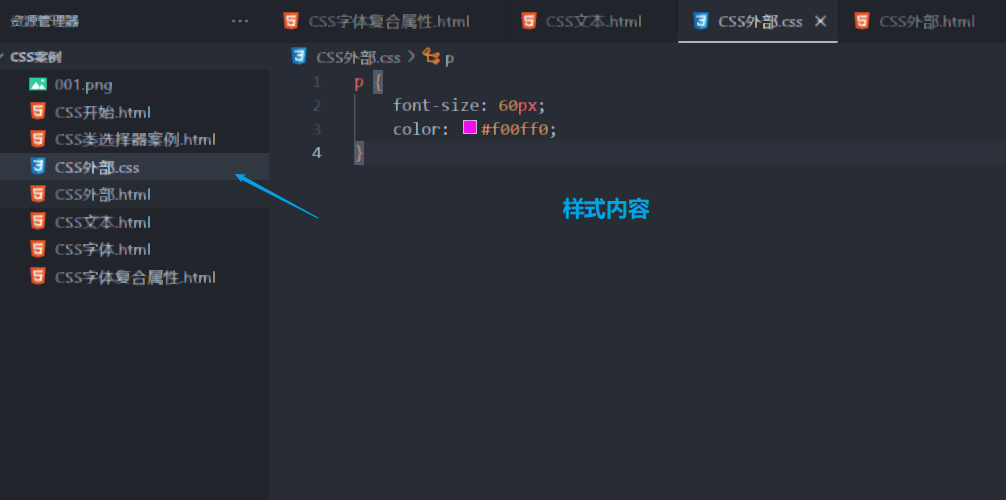 资源管理器 ···
CSS字体复合属性.html CSS文本.html CSS外部.css × CSS外部.html
CSS案例
CSS外部.css > p
001.png
CSS开始.html
CSS类选择器案例.html
CSS外部.css
CSS外部.html
CSS文本.html
CSS字体.html
CSS字体复合属性.html
1 p {
2 font-size: 60px;
3 color: #f00ff0;
4 }
样式内容